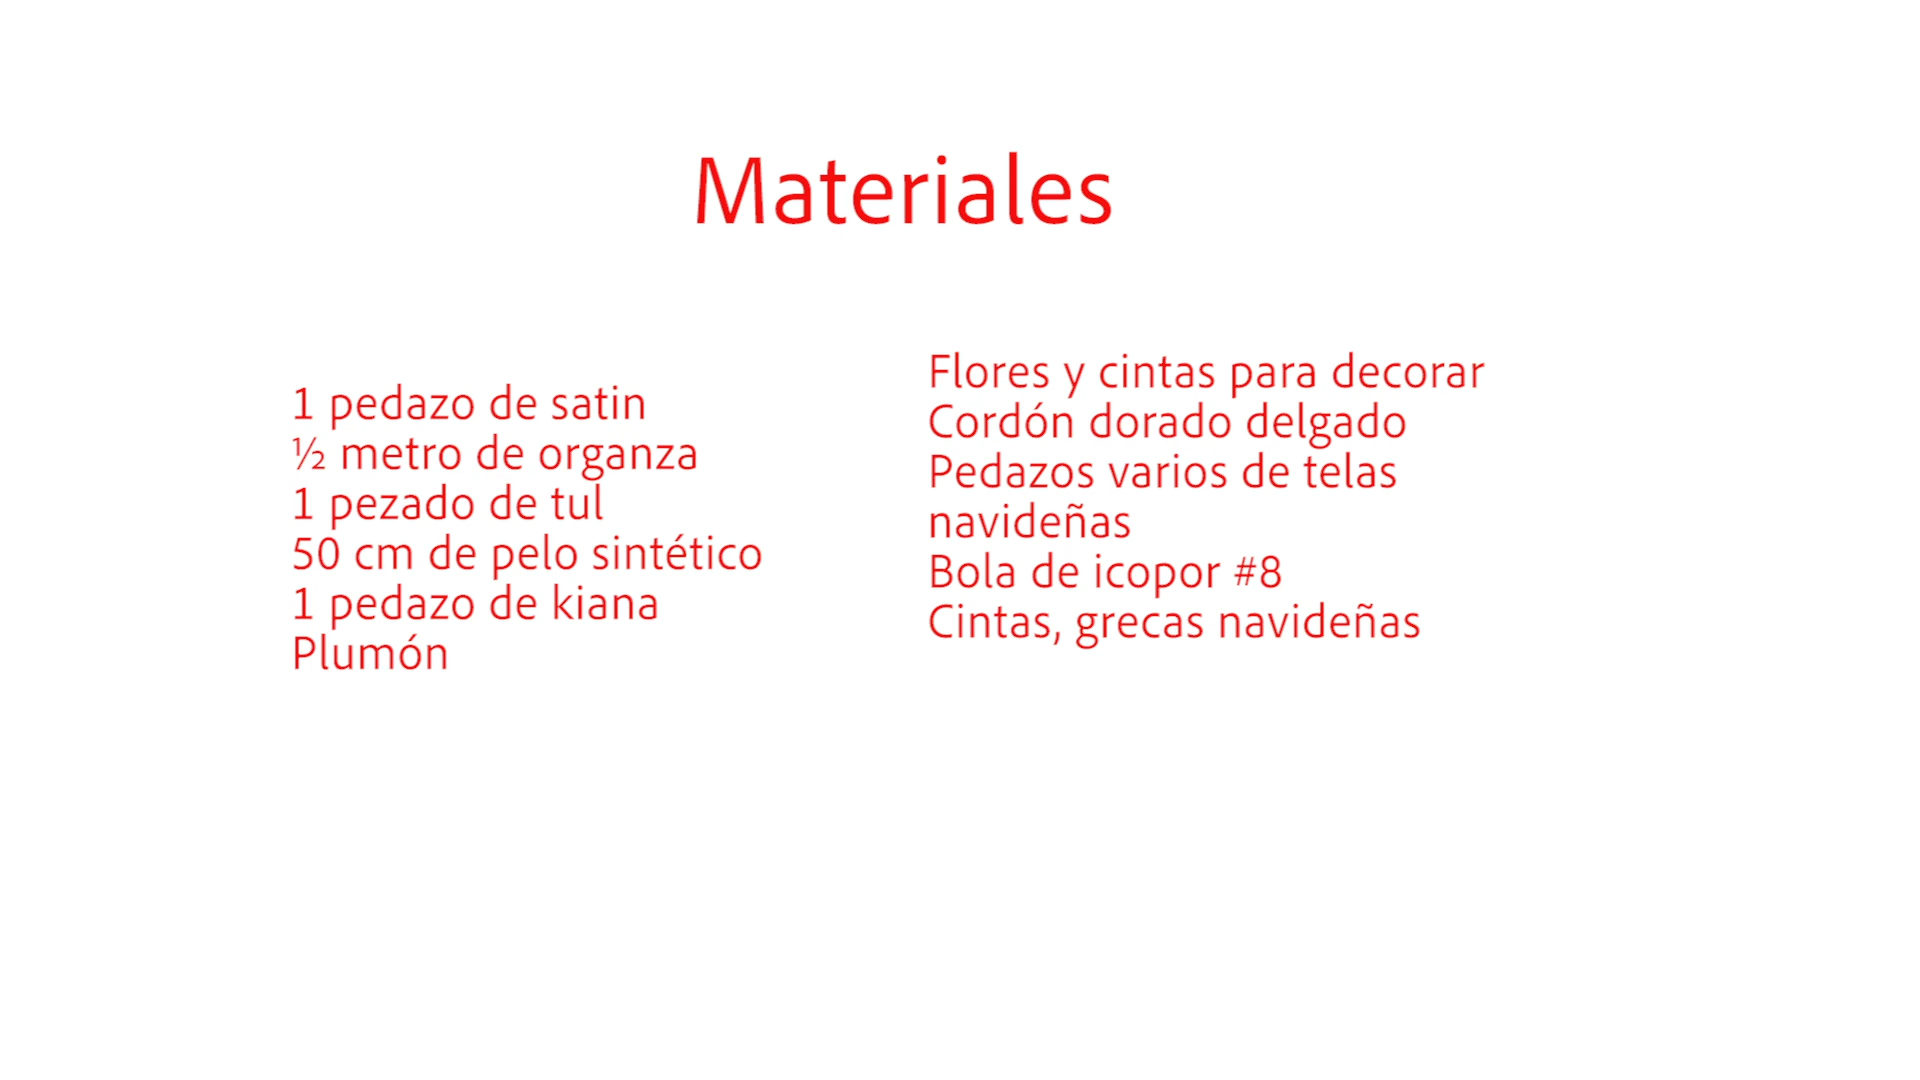 Materiales
1 pedazo de satin
½ metro de organza
1 pezado de tul
50 cm de pelo sintético
1 pedazo de kiana
Plumón
Flores y cintas para decorar
Cordón dorado delgado
Pedazos varios de telas
navideñas
Bola de icopor #8
Cintas, grecas navideñas